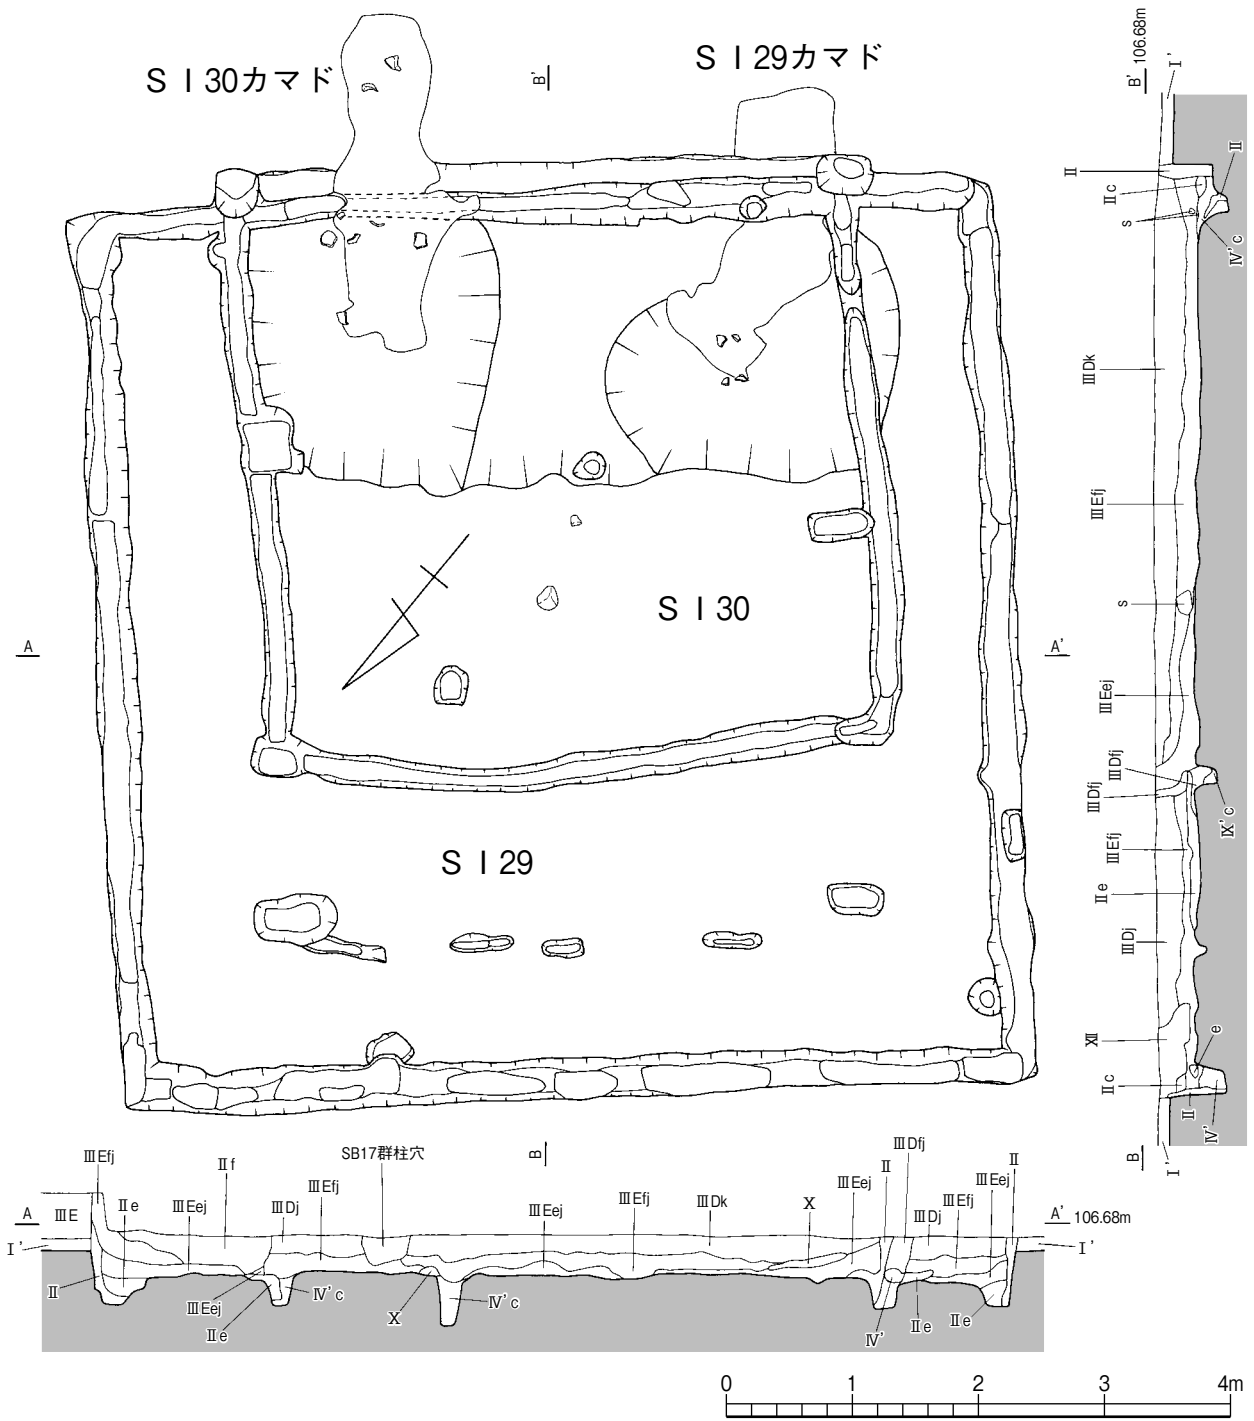 ＳＩ30カマド
ＳＩ29カマド
B'
B' 106.68m
Ⅰ'
Ⅱ
Ⅱ
Ⅱc
s
Ⅳ'c
ⅢDk
ⅢEfj
s
ⅢEej
ⅢDfj
ⅢDfj
Ⅸ'c
ⅢEfj
Ⅱe
ⅢDj
Ⅻ
e
Ⅱc
Ⅱ
Ⅳ'
B
Ⅰ'
A
A'
ＳＩ30
ＳＩ29
B
ⅢEfj
Ⅱf
SB17群柱穴
ⅢDfj
Ⅱ
Ⅱ
A
ⅢE
Ⅱe
ⅢEej
ⅢDj
ⅢEfj
ⅢEej
ⅢEfj
ⅢDk
Ⅹ
ⅢEej
ⅢDj
ⅢEfj
ⅢEej
A' 106.68m
Ⅰ'
Ⅰ'
Ⅱ
ⅢEej
Ⅱe
Ⅳ'c
Ⅹ
Ⅳ'c
Ⅳ'
Ⅱe
Ⅱe
0 1 2 3 4m